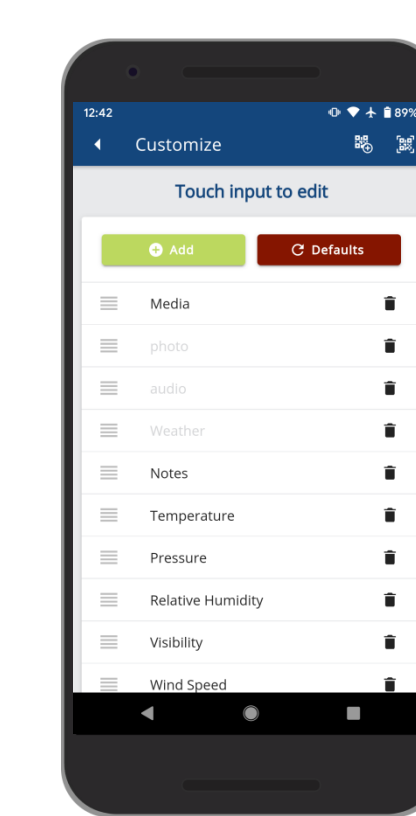 12:42
89%
Customize
Touch input to edit
Add
Defaults
Media
photo
audio
Weather
Notes
Temperature
Pressure
Relative Humidity
Visibility
Wind Speed